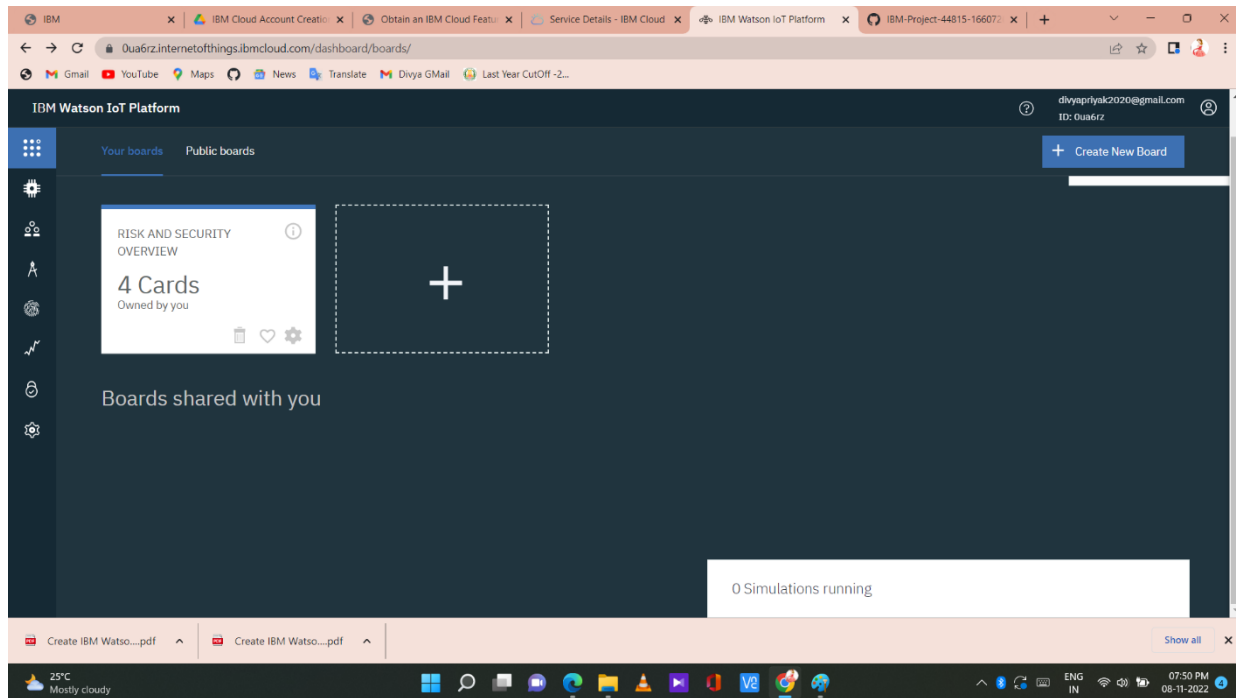 IBM
IBM Cloud Account Creatio
Obtain an IBM Cloud Featu
Service Details - IBM Cloud
IBM Watson IoT Platform
IBM-Project-44815-166072
0ua6rz.internetofthings.ibmcloud.com/dashboard/boards/
Gmail YouTube Maps News Translate Divya GMail Last Year CutOff -2...
IBM Watson IoT Platform
divyapriyak2020@gmail.com
ID: 0ua6rz
Your boards Public boards
+ Create New Board
RISK AND SECURITY
OVERVIEW
4 Cards
Owned by you
Boards shared with you
0 Simulations running
Create IBM Watso....pdf
Create IBM Watso....pdf
Show all
25°C
Mostly cloudy
ENG
IN
07:50 PM
08-11-2022
4